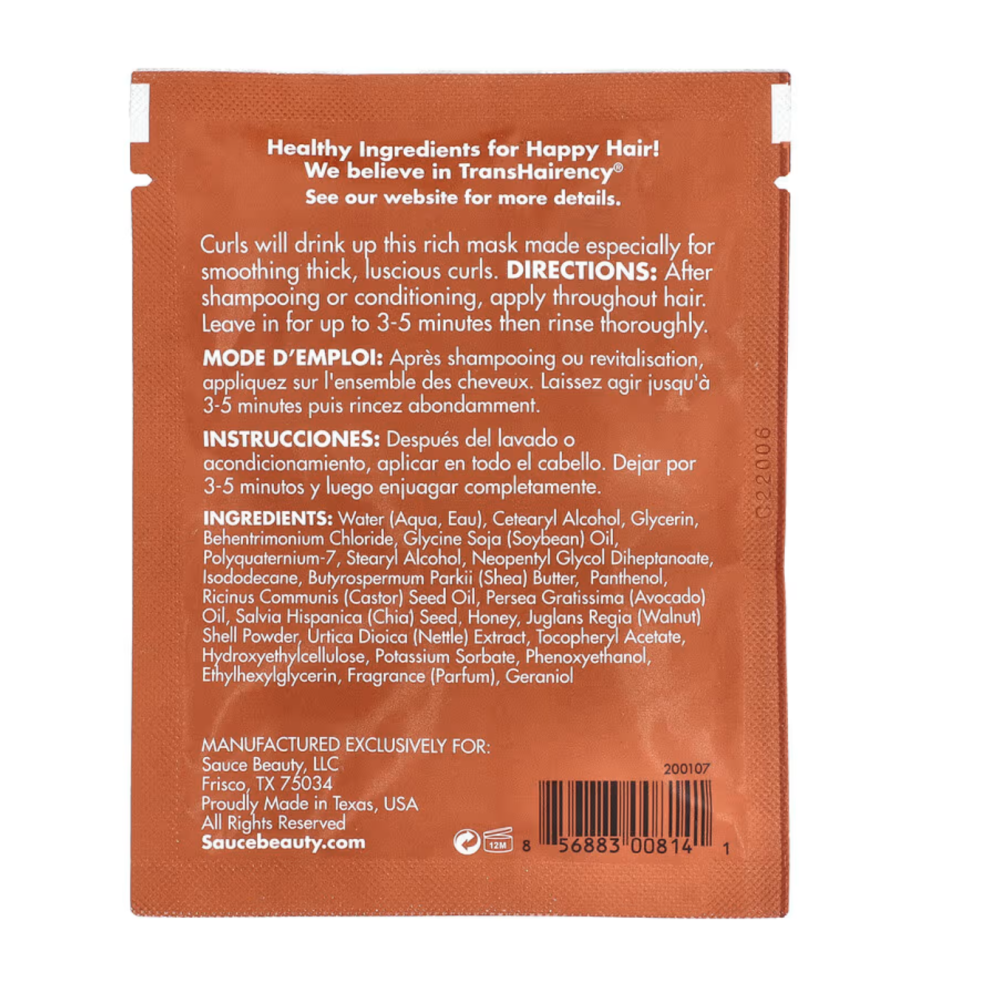 Healthy Ingredients for Happy Hair!
We believe in TransHairency®
See our website for more details.
Curls will drink up this rich mask made especially for
smoothing thick, luscious curls. DIRECTIONS: After
shampooing or conditioning, apply throughout hair.
Leave in for up to 3-5 minutes then rinse thoroughly.
MODE D'EMPLOI: Après shampooing ou revitalisation,
appliquez sur l'ensemble des cheveux. Laissez agir jusqu'à
3-5 minutes puis rincez abondamment.
INSTRUCCIONES: Después del lavado o
acondicionamiento, aplicar en todo el cabello. Dejar por
3-5 minutos y luego enjuagar completamente.
INGREDIENTS: Water (Aqua, Eau), Cetearyl Alcohol, Glycerin,
Behentrimonium Chloride, Glycine Soja (Soybean) Oil,
Polyquaternium-7, Stearyl Alcohol, Neopentyl Glycol Diheptanoate,
Isododecane, Butyrospermum Parkii (Shea) Butter, Panthenol,
Ricinus Communis (Castor) Seed Oil, Persea Gratissima (Avocado)
Oil, Salvia Hispanica (Chia) Seed, Honey, Juglans Regia (Walnut)
Shell Powder, Urtica Dioica (Nettle) Extract, Tocopheryl Acetate,
Hydroxyethylcellulose, Potassium Sorbate, Phenoxyethanol,
Ethylhexylglycerin, Fragrance (Parfum), Geraniol
C22006
MANUFACTURED EXCLUSIVELY FOR:
Sauce Beauty, LLC
Frisco, TX 75034
Proudly Made in Texas, USA
All Rights Reserved
Saucebeauty.com
12M
200107
8 56883 00814 1